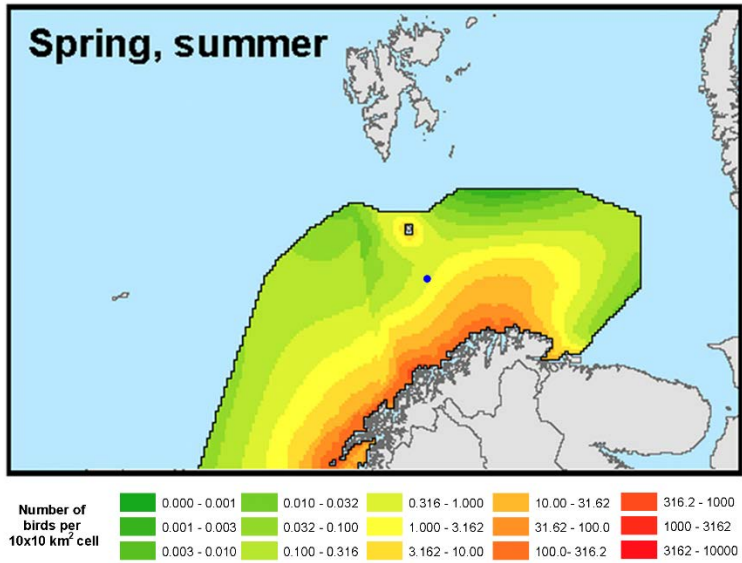 Spring, summer
Number of
birds per
10x10 km2 cell
0.000 - 0.001
0.001 - 0.003
0.003 - 0.010
0.010 - 0.032
0.032 - 0.100
0.100 - 0.316
0.316 - 1.000
1.000 - 3.162
3.162 - 10.00
10.00 - 31.62
31.62 - 100.0
100.0- 316.2
316.2 - 1000
1000 - 3162
3162 - 10000